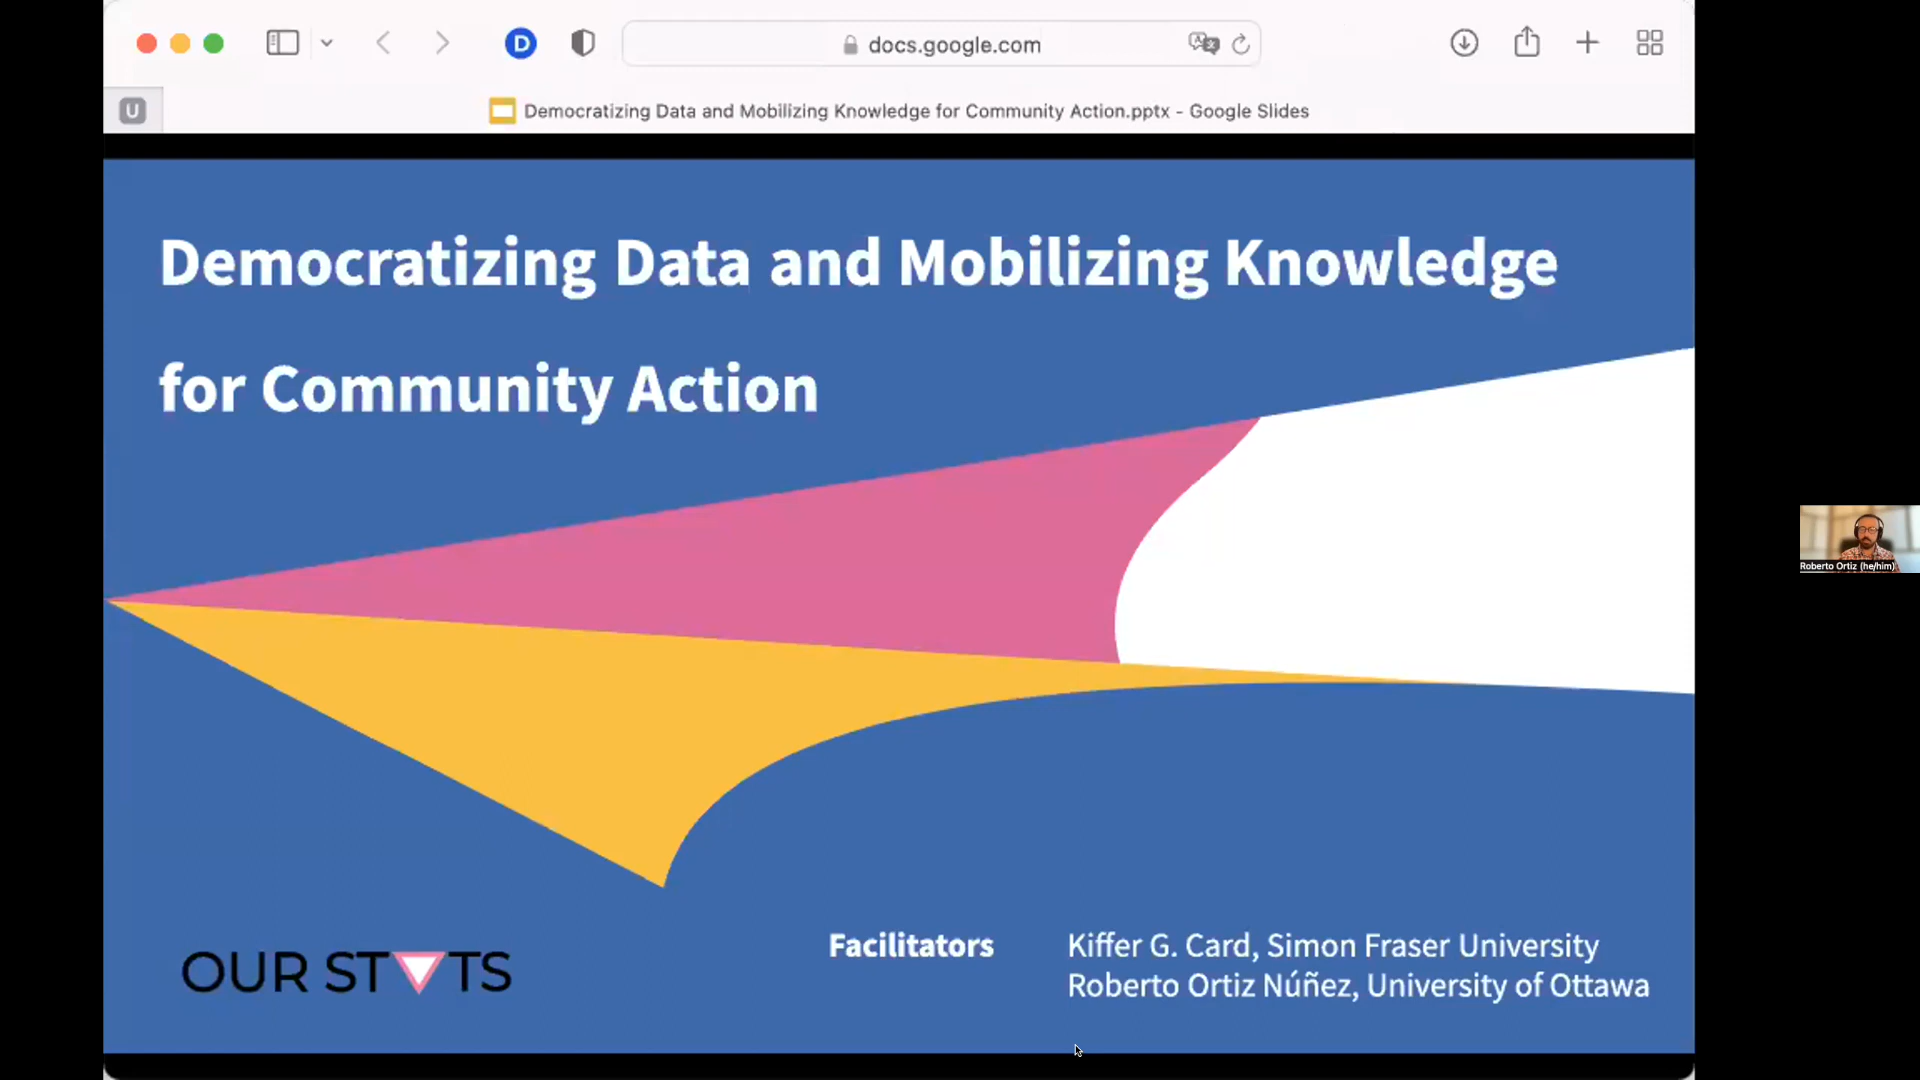 D
docs.google.com
U
Democratizing Data and Mobilizing Knowledge for Community Action.pptx - Google Slides
Democratizing Data and Mobilizing Knowledge
for Community Action
Roberto Ortiz (he/him)
Facilitators
Kiffer G. Card, Simon Fraser University
Roberto Ortiz Núñez, University of Ottawa
OUR ST▼TS